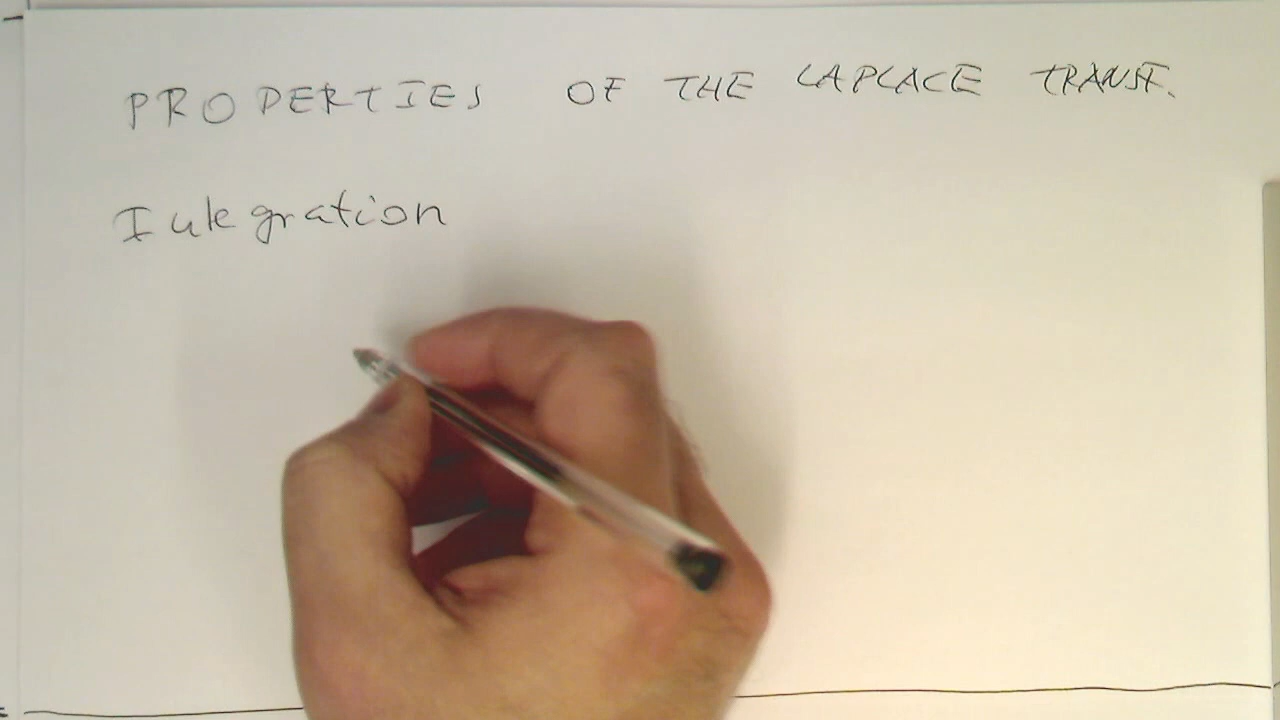 PROPERTIES OF THE LAPLACE TRANSF.
Integration